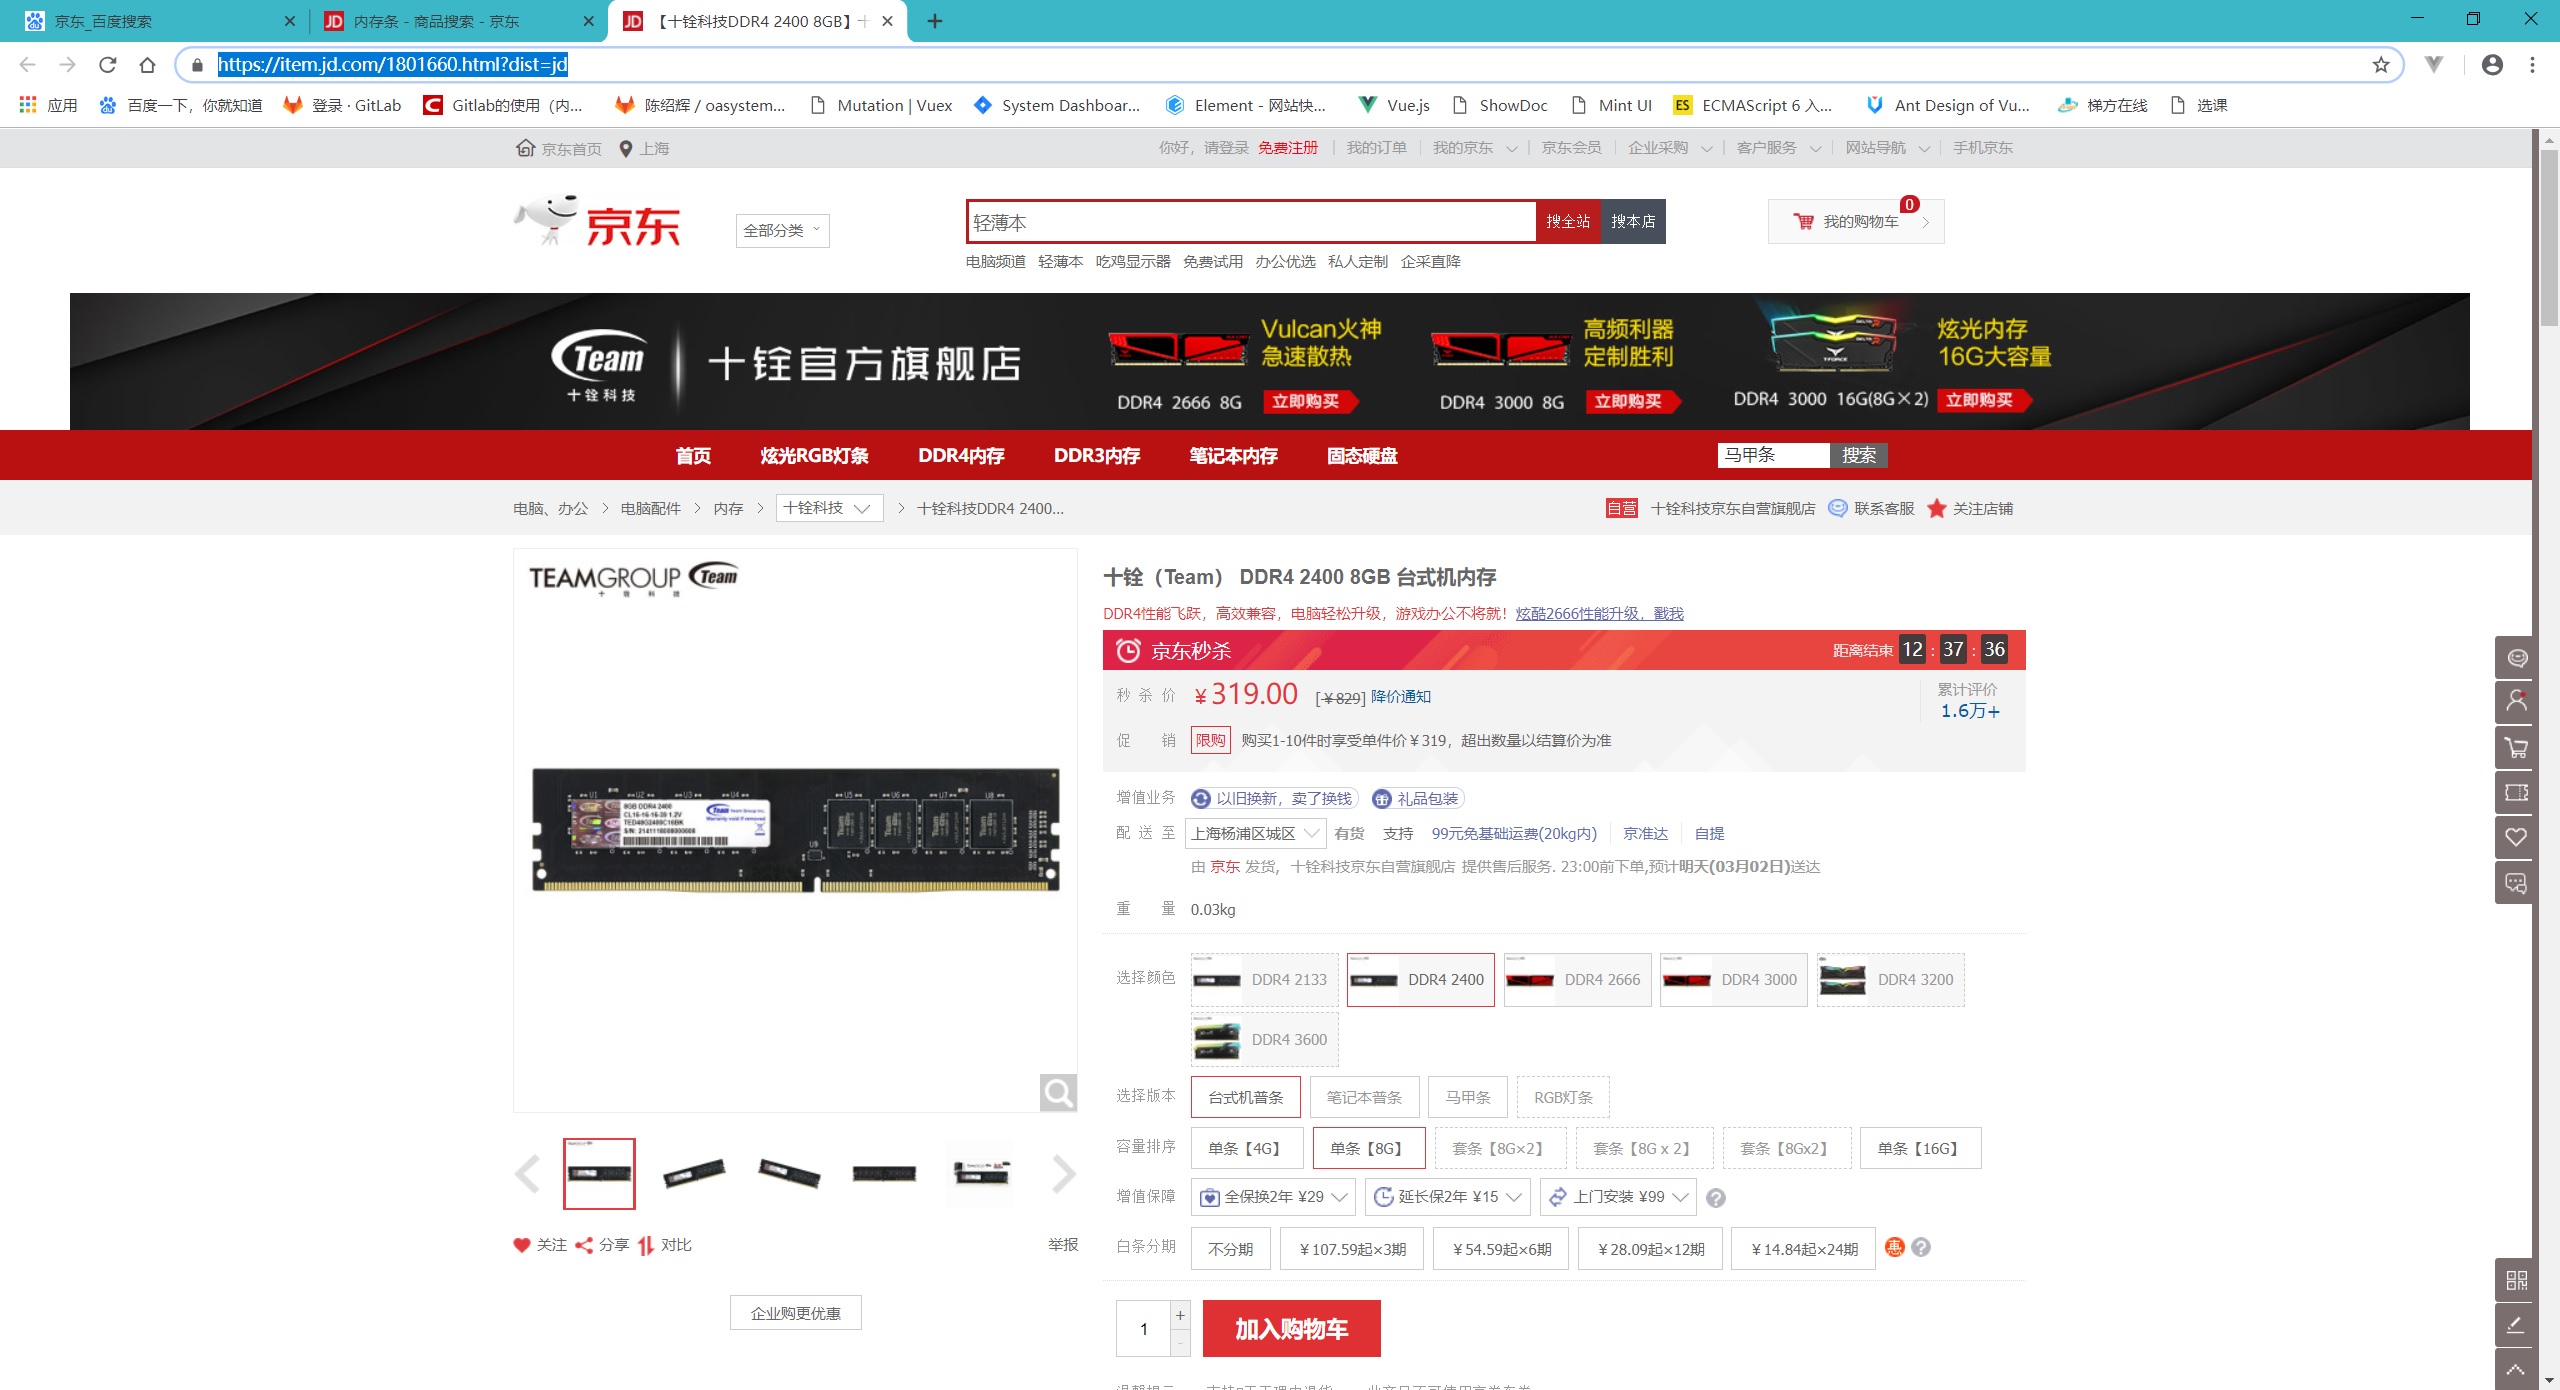 京东_百度搜索
内存条 - 商品搜索 - 京东
【十铨科技DDR4 2400 8GB】十
https://item.jd.com/1801660.html?dist=jd
应用 百度一下，你就知道 登录 · GitLab Gitlab的使用（内... 陈绍辉 / oasystem... Mutation | Vuex System Dashboar... Element - 网站快... Vue.js ShowDoc Mint UI ECMAScript 6 入... Ant Design of Vu... 梯方在线 选课
京东首页 上海 你好，请登录 免费注册 我的订单 我的京东 京东会员 企业采购 客户服务 网站导航 手机京东
京东
全部分类
轻薄本 搜全站 搜本店
0
我的购物车
电脑频道 轻薄本 吃鸡显示器 免费试用 办公优选 私人定制 企采直降
Team
十铨科技
十铨官方旗舰店
Vulcan火神
急速散热
DDR4 2666 8G 立即购买
高频利器
定制胜利
DDR4 3000 8G 立即购买
炫光内存
16G大容量
DDR4 3000 16G(8G×2) 立即购买
首页 炫光RGB灯条 DDR4内存 DDR3内存 笔记本内存 固态硬盘 马甲条 搜索
电脑、办公 > 电脑配件 > 内存 > 十铨科技 > 十铨科技DDR4 2400... 自营 十铨科技京东自营旗舰店 联系客服 关注店铺
TEAMGROUP Team
十铨科技
8GB DDR4 2400
CL16-16-16-39 1.2V
Team
U1 U2 U3 U4 U5 U6 U7 U8
U9
关注 分享 对比 举报
企业购更优惠
十铨（Team） DDR4 2400 8GB 台式机内存
DDR4性能飞跃，高效兼容，电脑轻松升级，游戏办公不将就！炫酷2666性能升级，戳我
京东秒杀 距离结束 12 : 37 : 36
秒杀价 ￥319.00 [￥829] 降价通知
累计评价
1.6万+
促销 限购 购买1-10件时享受单件价￥319，超出数量以结算价为准
增值业务 以旧换新，卖了换钱 礼品包装
配送至 上海杨浦区城区 有货 支持 99元免基础运费(20kg内) 京准达 自提
由 京东 发货，十铨科技京东自营旗舰店 提供售后服务. 23:00前下单,预计明天(03月02日)送达
重量 0.03kg
选择颜色 DDR4 2133 DDR4 2400 DDR4 2666 DDR4 3000 DDR4 3200
DDR4 3600
选择版本 台式机普条 笔记本普条 马甲条 RGB灯条
容量排序 单条【4G】 单条【8G】 套条【8G×2】 套条【8G x 2】 套条【8Gx2】 单条【16G】
增值保障 全保换2年 ¥29 延长保2年 ¥15 上门安装 ¥99 ?
白条分期 不分期 ￥107.59起×3期 ￥54.59起×6期 ￥28.09起×12期 ￥14.84起×24期 惠 ?
1 + - 加入购物车